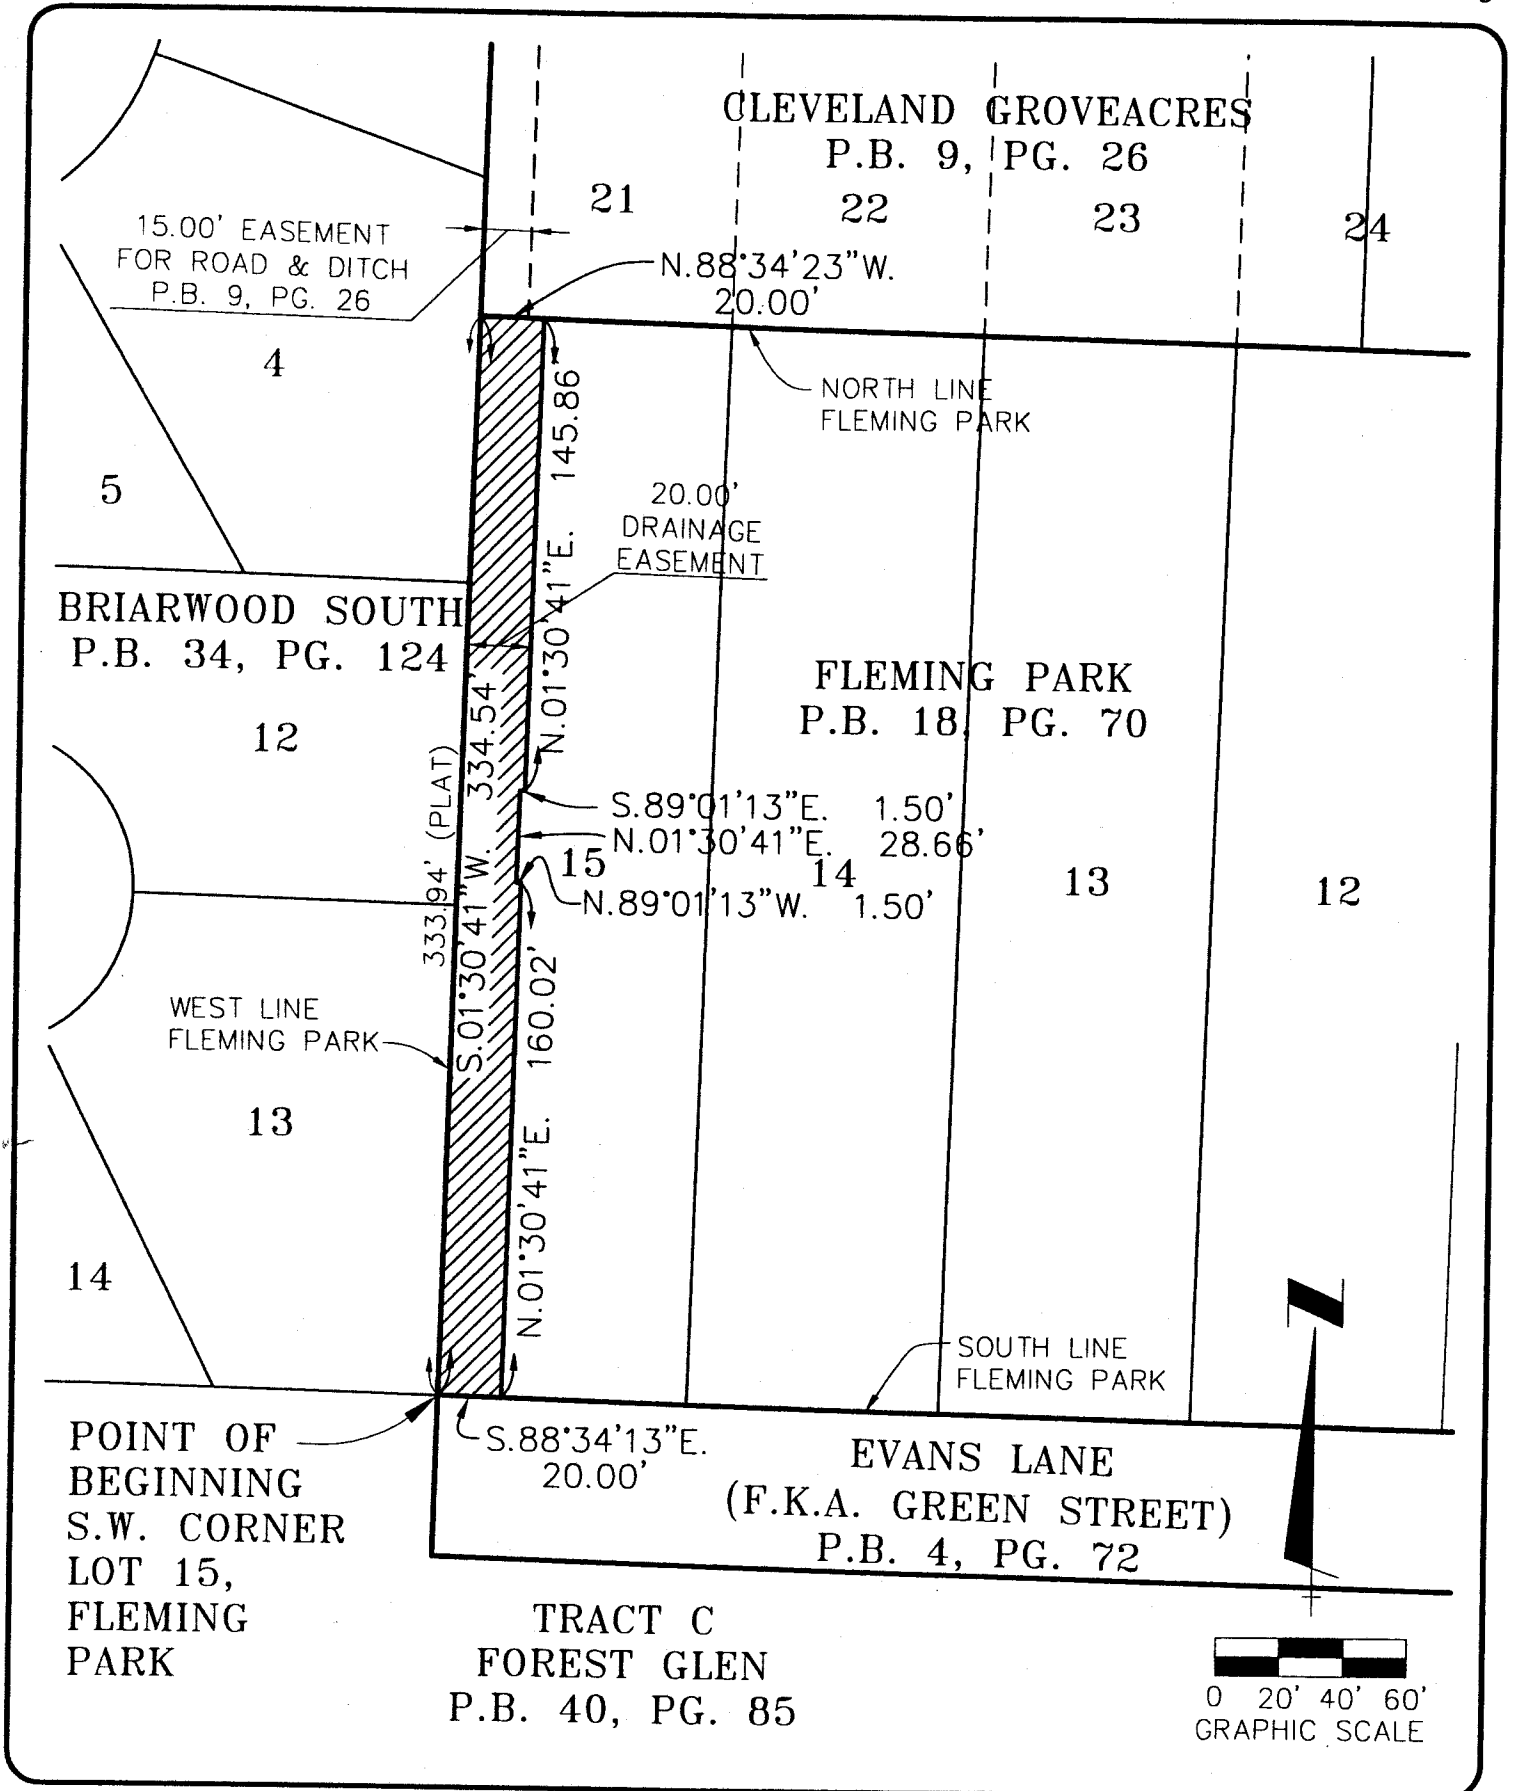 CLEVELAND GROVEACRES
P.B. 9, PG. 26
21
22
23
24
15.00' EASEMENT
FOR ROAD & DITCH
P.B. 9, PG. 26
N.88°34'23"W.
20.00'
4
NORTH LINE
FLEMING PARK
145.86'
N.01°30'41"E.
5
20.00'
DRAINAGE
EASEMENT
BRIARWOOD SOUTH
P.B. 34, PG. 124
FLEMING PARK
P.B. 18, PG. 70
12
333.94' (PLAT)
S.01°30'41"W. 334.54'
S.89°01'13"E. 1.50'
N.01°30'41"E. 28.66'
15
14
13
12
N.89°01'13"W. 1.50'
WEST LINE
FLEMING PARK
N.01°30'41"E. 160.02'
13
14
SOUTH LINE
FLEMING PARK
POINT OF
BEGINNING
S.W. CORNER
LOT 15,
FLEMING
PARK
S.88°34'13"E.
20.00'
EVANS LANE
(F.K.A. GREEN STREET)
P.B. 4, PG. 72
N
TRACT C
FOREST GLEN
P.B. 40, PG. 85
0 20' 40' 60'
GRAPHIC SCALE